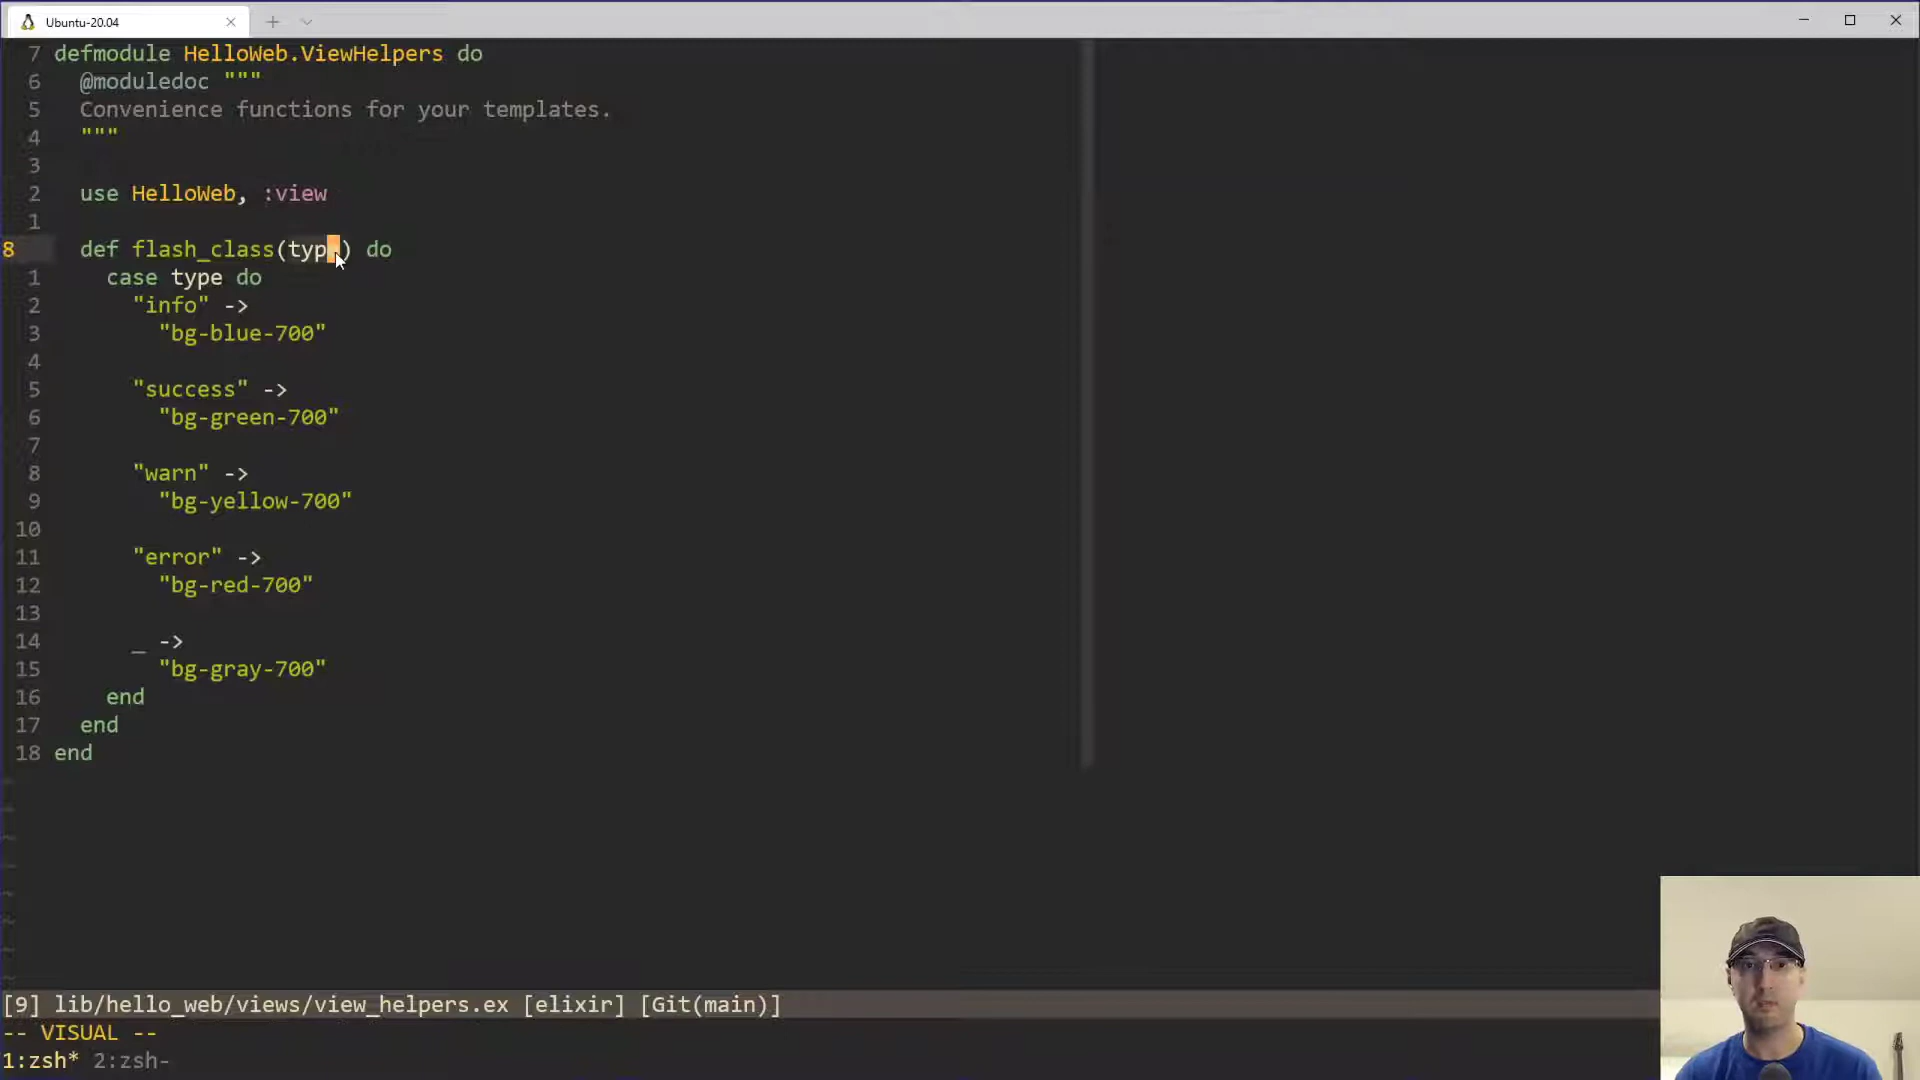 Ubuntu-20.04
7 defmodule HelloWeb.ViewHelpers do
6 @moduledoc """
5 Convenience functions for your templates.
4 """
3
2 use HelloWeb, :view
1
8 def flash_class(type) do
1 case type do
2 "info" ->
3 "bg-blue-700"
4
5 "success" ->
6 "bg-green-700"
7
8 "warn" ->
9 "bg-yellow-700"
10
11 "error" ->
12 "bg-red-700"
13
14 _ ->
15 "bg-gray-700"
16 end
17 end
18 end
[9] lib/hello_web/views/view_helpers.ex [elixir] [Git(main)]
-- VISUAL --
1:zsh* 2:zsh-